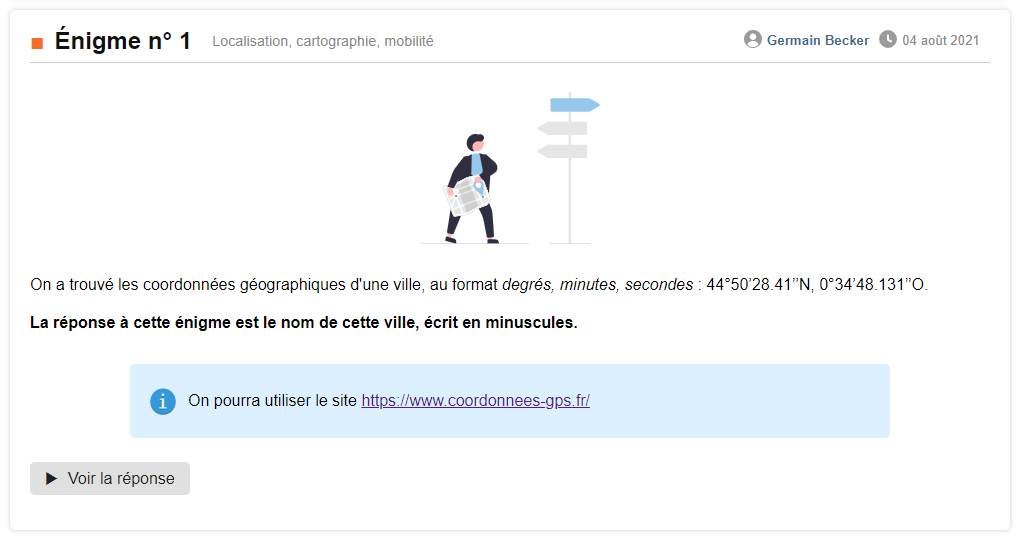 Énigme n° 1 Localisation, cartographie, mobilité Germain Becker 04 août 2021
On a trouvé les coordonnées géographiques d'une ville, au format degrés, minutes, secondes : 44°50’28.41’’N, 0°34’48.131’’O.
La réponse à cette énigme est le nom de cette ville, écrit en minuscules.
On pourra utiliser le site https://www.coordonnees-gps.fr/
Voir la réponse